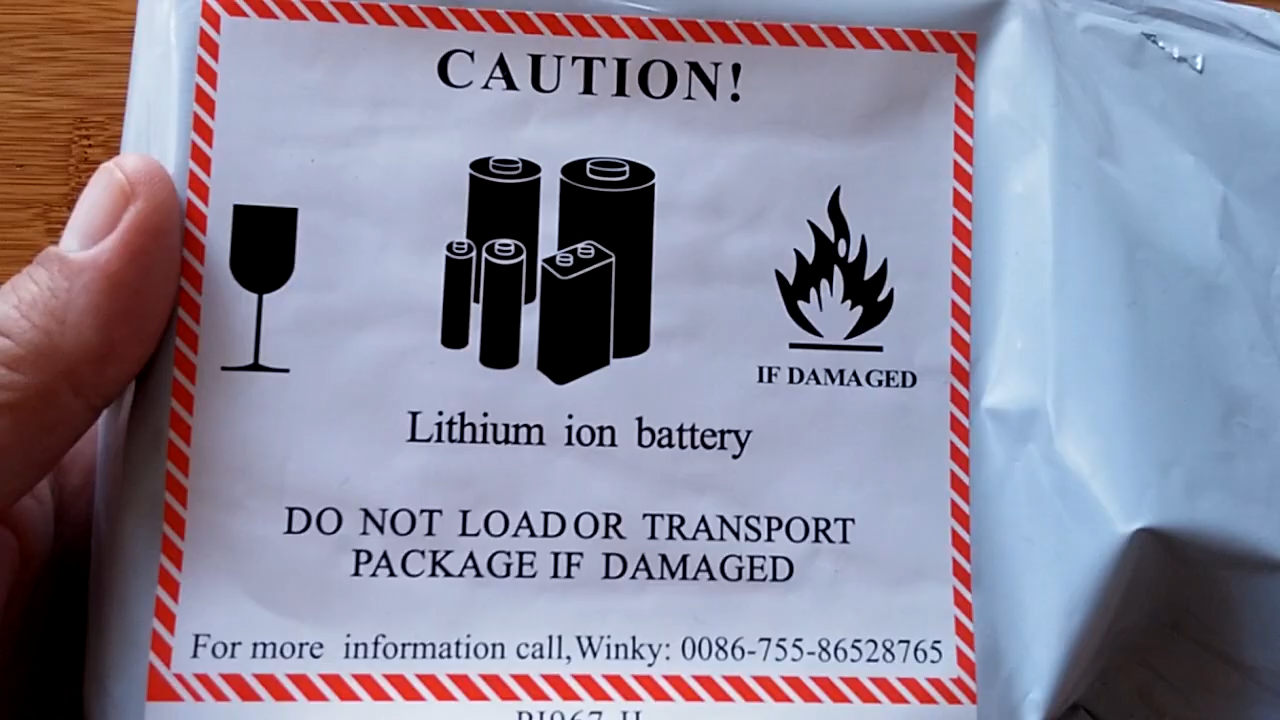 CAUTION!
IF DAMAGED
Lithium ion battery
DO NOT LOADOR TRANSPORT
PACKAGE IF DAMAGED
For more information call,Winky: 0086-755-86528765